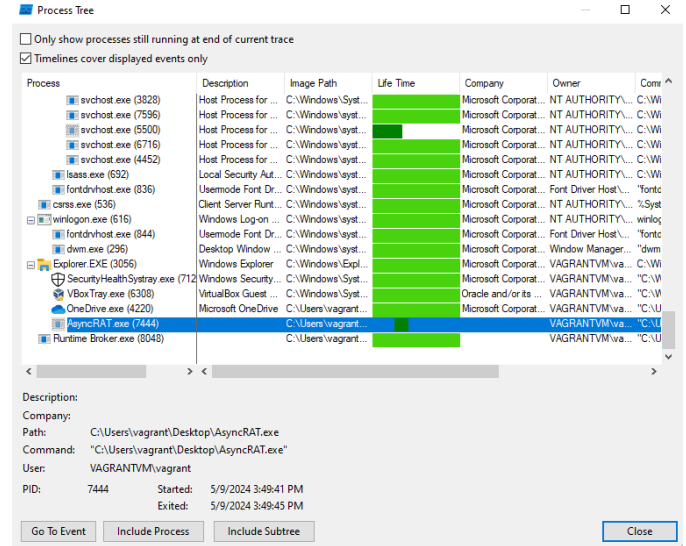 Process Tree
Only show processes still running at end of current trace
Timelines cover displayed events only
Process Description Image Path Life Time Company Owner Comr
svchost.exe (3828) Host Process for ... C:\Windows\Syst... Microsoft Corporat... NT AUTHORITY\... C:\Wi
svchost.exe (7596) Host Process for ... C:\Windows\syst... Microsoft Corporat... NT AUTHORITY\... C:\Wi
svchost.exe (5500) Host Process for ... C:\Windows\syst... Microsoft Corporat... NT AUTHORITY\... C:\Wi
svchost.exe (6716) Host Process for ... C:\Windows\syst... Microsoft Corporat... NT AUTHORITY\... C:\Wi
svchost.exe (4452) Host Process for ... C:\Windows\Syst... Microsoft Corporat... NT AUTHORITY\... C:\Wi
lsass.exe (692) Local Security Aut... C:\Windows\syst... Microsoft Corporat... NT AUTHORITY\... C:\Wi
fontdrvhost.exe (836) Usermode Font Dr... C:\Windows\syst... Microsoft Corporat... Font Driver Host\... "fontd
csrss.exe (536) Client Server Runt... C:\Windows\syst... Microsoft Corporat... NT AUTHORITY\... %Syst
winlogon.exe (616) Windows Log-on ... C:\Windows\syst... Microsoft Corporat... NT AUTHORITY\... winlog
fontdrvhost.exe (844) Usermode Font Dr... C:\Windows\syst... Microsoft Corporat... Font Driver Host\... "fontd
dwm.exe (296) Desktop Window ... C:\Windows\syst... Microsoft Corporat... Window Manager... "dwm
Explorer.EXE (3056) Windows Explorer C:\Windows\Expl... Microsoft Corporat... VAGRANTVM\va... C:\Wi
SecurityHealthSystray.exe (712 Windows Security... C:\Windows\Syst... Microsoft Corporat... VAGRANTVM\va... "C:\W
VBoxTray.exe (6308) VirtualBox Guest ... C:\Windows\Syst... Oracle and/or its ... VAGRANTVM\va... "C:\W
OneDrive.exe (4220) Microsoft OneDrive C:\Users\vagrant... Microsoft Corporat... VAGRANTVM\va... "C:\U
AsyncRAT.exe (7444) C:\Users\vagrant... VAGRANTVM\va... "C:\U
Runtime Broker.exe (8048) C:\Users\vagrant... VAGRANTVM\va... "C:\U
Description:
Company:
Path: C:\Users\vagrant\Desktop\AsyncRAT.exe
Command: "C:\Users\vagrant\Desktop\AsyncRAT.exe"
User: VAGRANTVM\vagrant
PID: 7444 Started: 5/9/2024 3:49:41 PM
Exited: 5/9/2024 3:49:45 PM
Go To Event Include Process Include Subtree Close